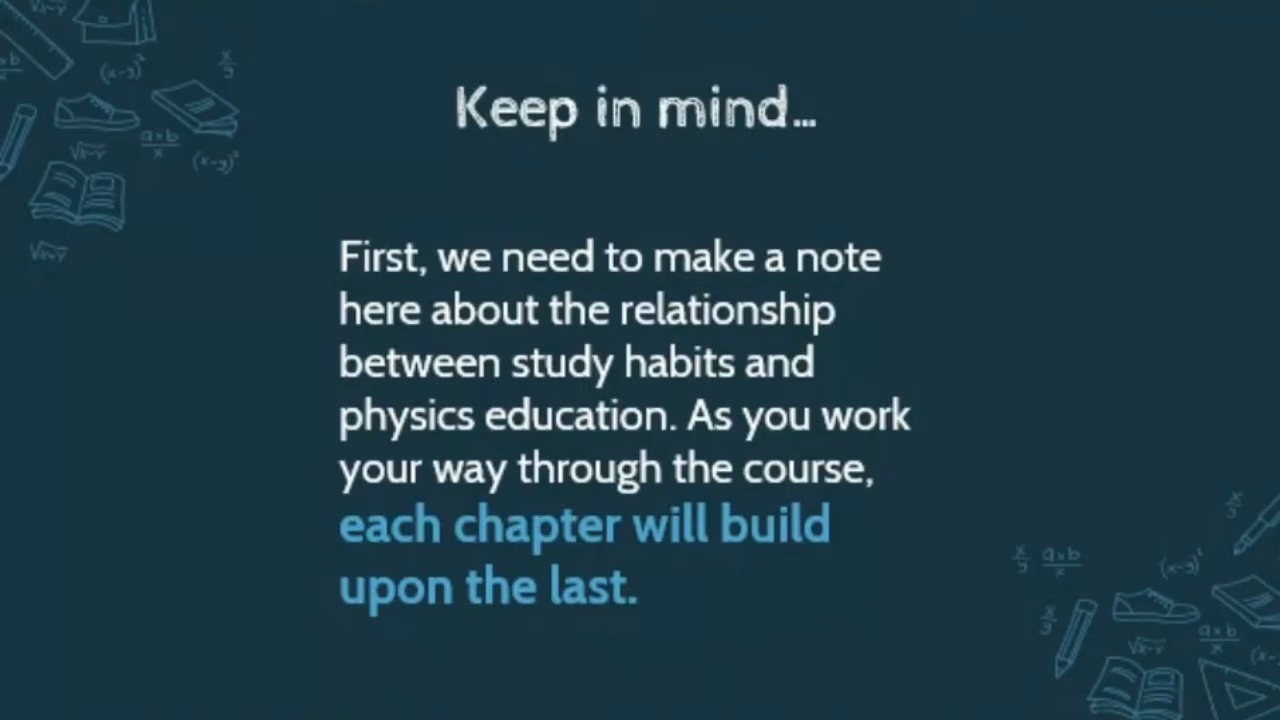 Keep in mind...
First, we need to make a note
here about the relationship
between study habits and
physics education. As you work
your way through the course,
each chapter will build
upon the last.